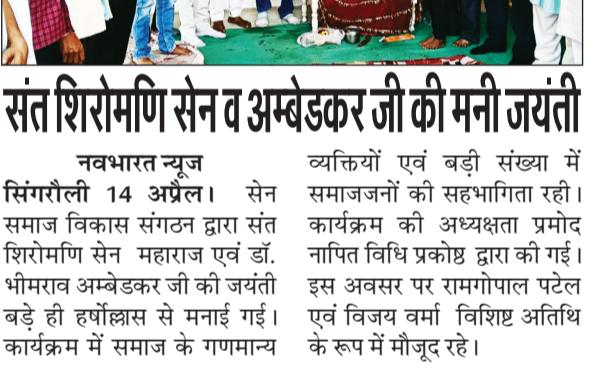 संत शिरोमणि सेन व अम्बेडकर जी की मनी जयंती
नवभारत न्यूज
सिंगरौली 14 अप्रैल। सेन
समाज विकास संगठन द्वारा संत
शिरोमणि सेन महाराज एवं डॉ.
भीमराव अम्बेडकर जी की जयंती
बड़े ही हर्षोल्लास से मनाई गई।
कार्यक्रम में समाज के गणमान्य
व्यक्तियों एवं बड़ी संख्या में
समाजजनों की सहभागिता रही।
कार्यक्रम की अध्यक्षता प्रमोद
नापित विधि प्रकोष्ठ द्वारा की गई।
इस अवसर पर रामगोपाल पटेल
एवं विजय वर्मा विशिष्ट अतिथि
के रूप में मौजूद रहे।